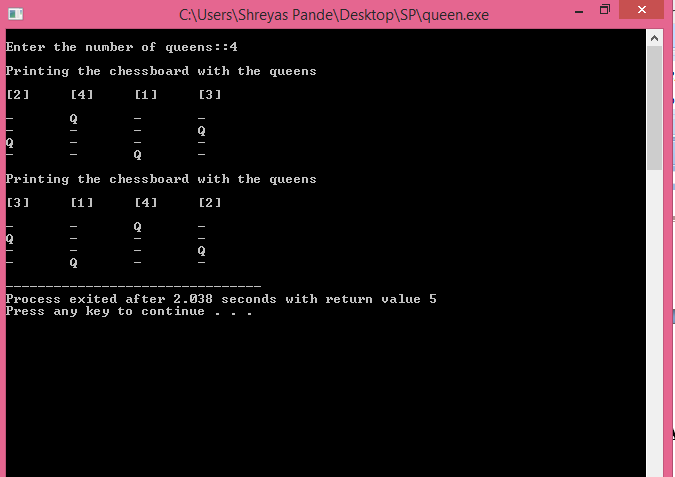 C:\Users\Shreyas Pande\Desktop\SP\queen.exe
Enter the number of queens::4
Printing the chessboard with the queens
[2] [4] [1] [3]
- Q - -
- - - Q
Q - - -
- - Q -
Printing the chessboard with the queens
[3] [1] [4] [2]
- - Q -
Q - - -
- - - Q
- Q - -
--------------------------------
Process exited after 2.038 seconds with return value 5
Press any key to continue . . .